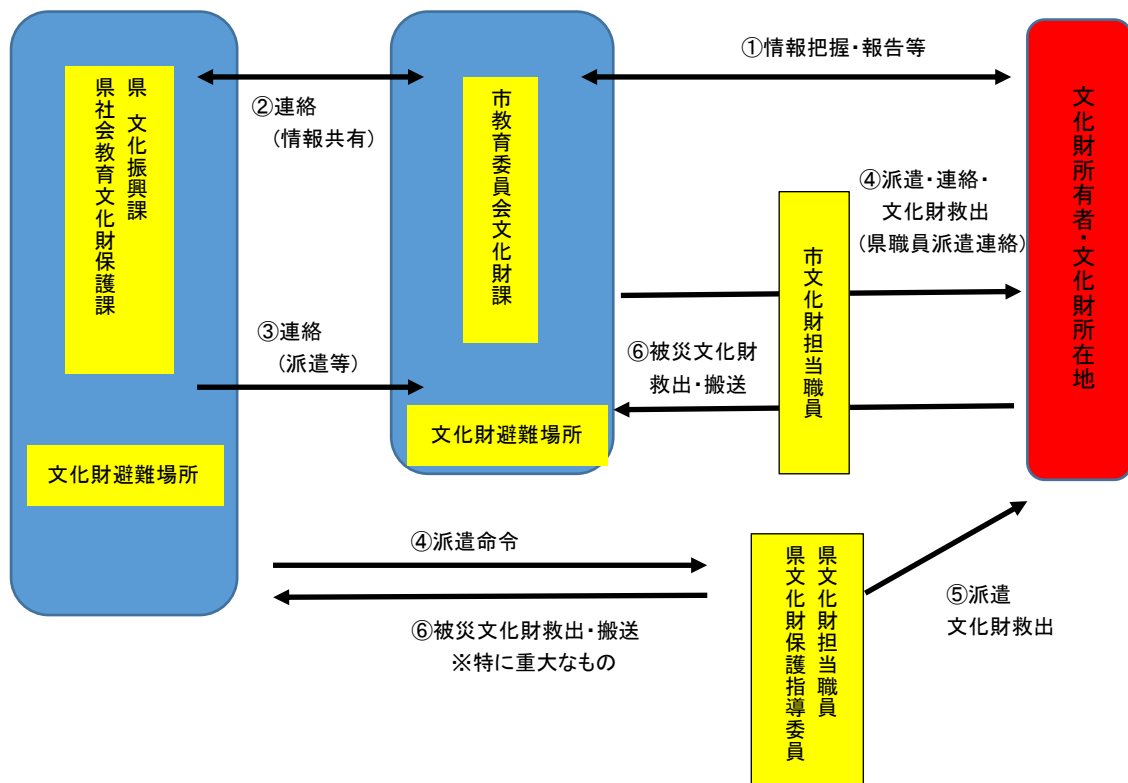 県 文化振興課
県社会教育文化財保護課
文化財避難場所
②連絡
(情報共有)
③連絡
(派遣等)
市教育委員会文化財課
文化財避難場所
①情報把握・報告等
④派遣・連絡・
文化財救出
(県職員派遣連絡)
市文化財担当職員
⑥被災文化財
救出・搬送
文化財所有者・文化財所在地
④派遣命令
⑥被災文化財救出・搬送
※特に重大なもの
県文化財担当職員
県文化財保護指導委員
⑤派遣
文化財救出